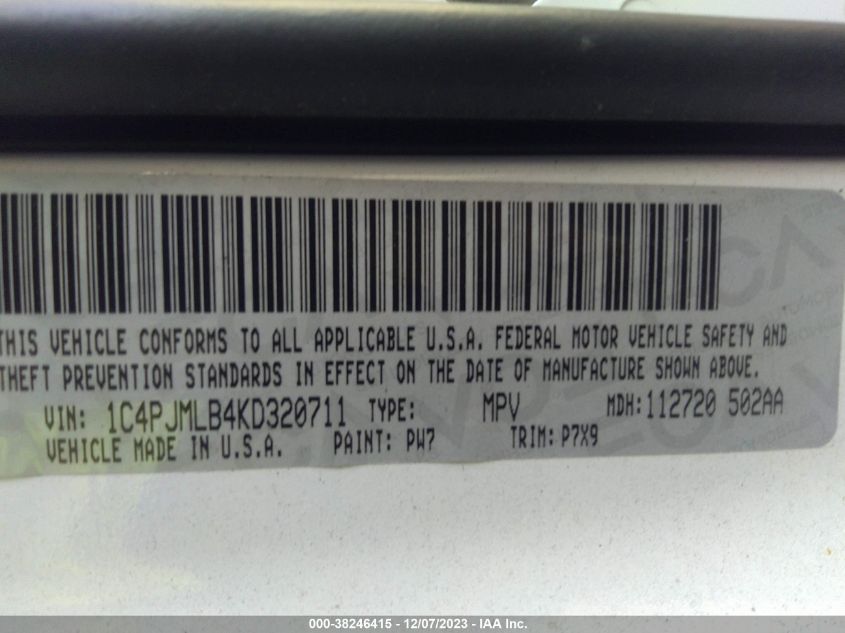 THIS VEHICLE CONFORMS TO ALL APPLICABLE U.S.A. FEDERAL MOTOR VEHICLE SAFETY AND
THEFT PREVENTION STANDARDS IN EFFECT ON THE DATE OF MANUFACTURE SHOWN ABOVE.
VIN: 1C4PJMLB4KD320711 TYPE: MPV MDH:112720 502AA
VEHICLE MADE IN U.S.A. PAINT: PW7 TRIM: P7X9
000-38246415 - 12/07/2023 - IAA Inc.